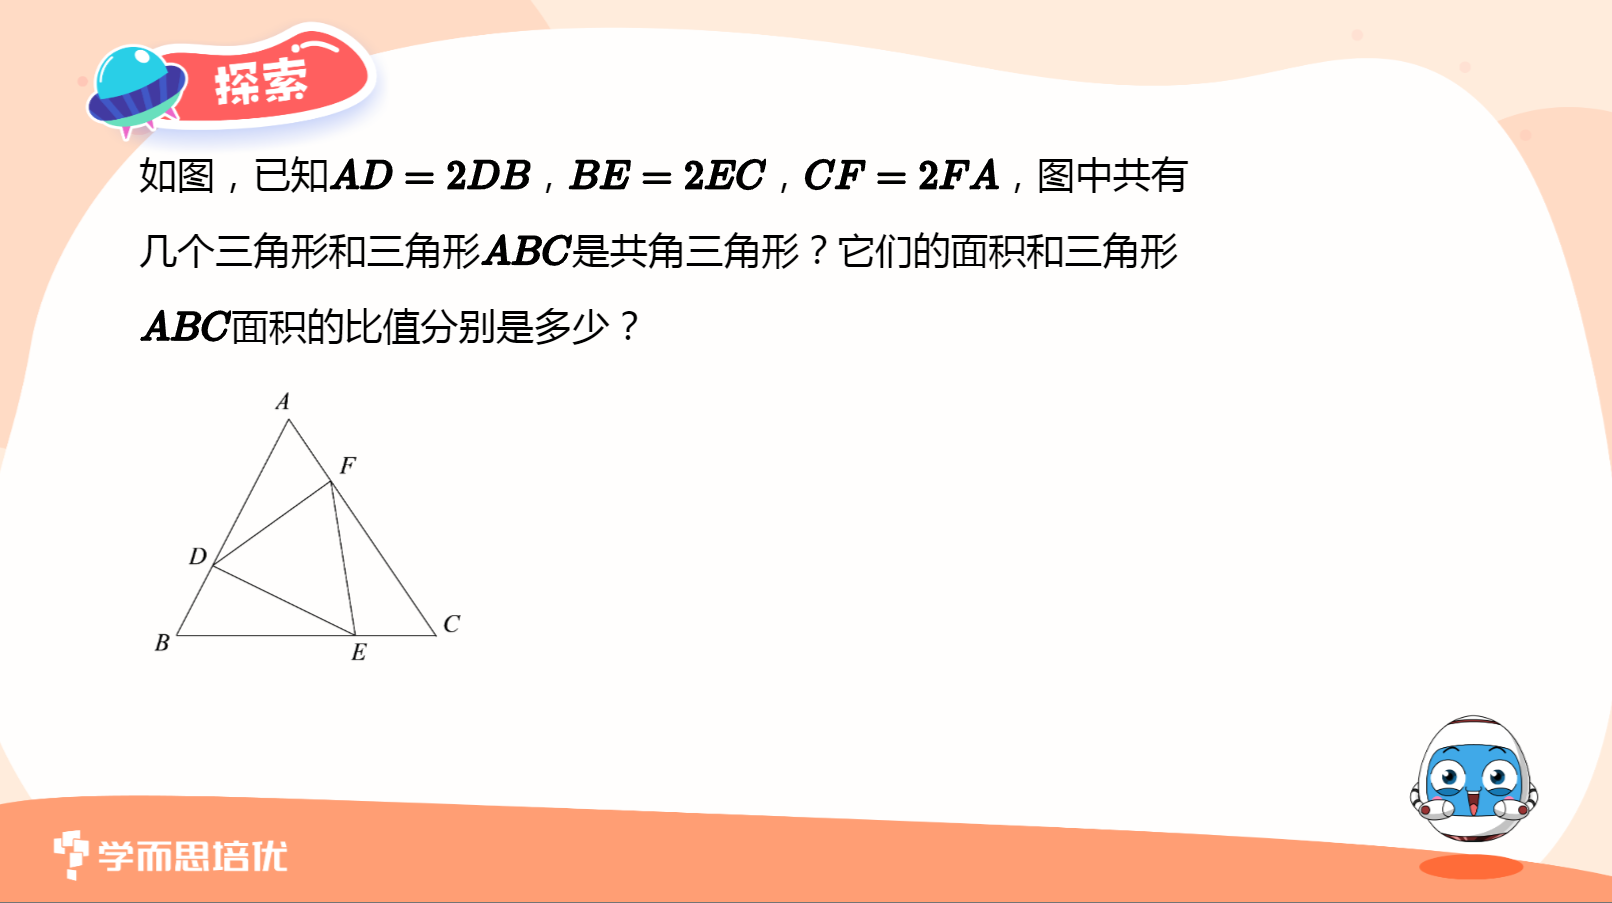 探索
如图，已知AD = 2DB，BE = 2EC，CF = 2FA，图中共有
几个三角形和三角形ABC是共角三角形？它们的面积和三角形
ABC面积的比值分别是多少？
A
F
D
C
B
E
学而思培优